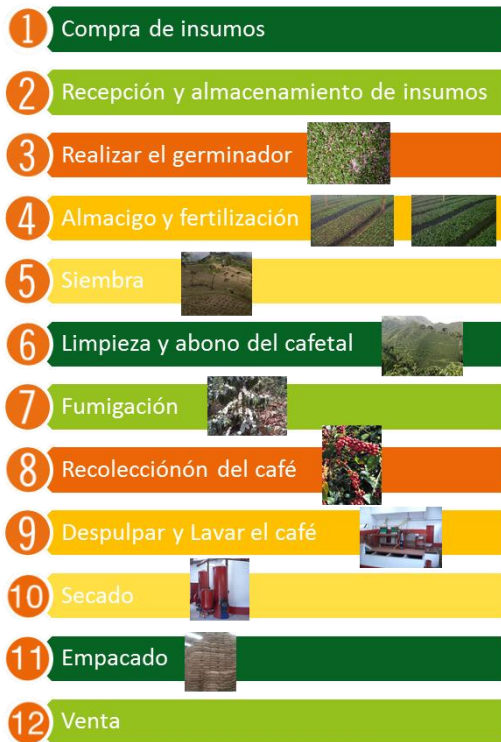 1 Compra de insumos
2 Recepción y almacenamiento de insumos
3 Realizar el germinador
4 Almacigo y fertilización
5 Siembra
6 Limpieza y abono del cafetal
7 Fumigación
8 Recolecciónón del café
9 Despulpar y Lavar el café
10 Secado
11 Empacado
12 Venta